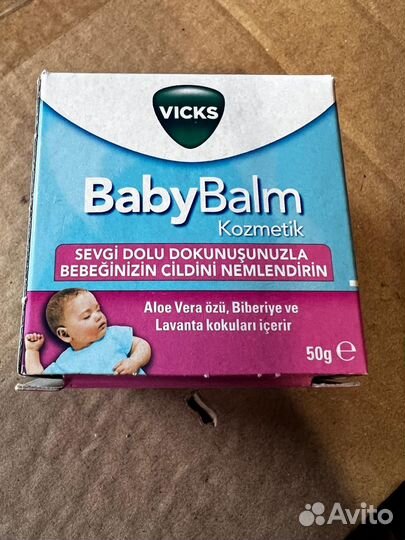 VICKS
BabyBalm
Kozmetik
SEVGİ DOLU DOKUNUŞUNUZLA
BEBEĞİNİZİN CİLDİNİ NEMLENDİRİN
Aloe Vera özü, Biberiye ve
Lavanta kokuları içerir
50g ℮
Avito